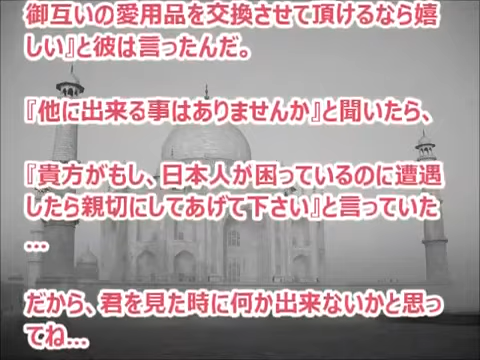 御互いの愛用品を交換させて頂けるなら嬉
しい』と彼は言ったんだ。
『他に出来る事はありませんか』と聞いたら、
『貴方がもし、日本人が困っているのに遭遇
したら親切にしてあげて下さい』と言っていた
…
だから、君を見た時に何か出来ないかと思っ
てね…